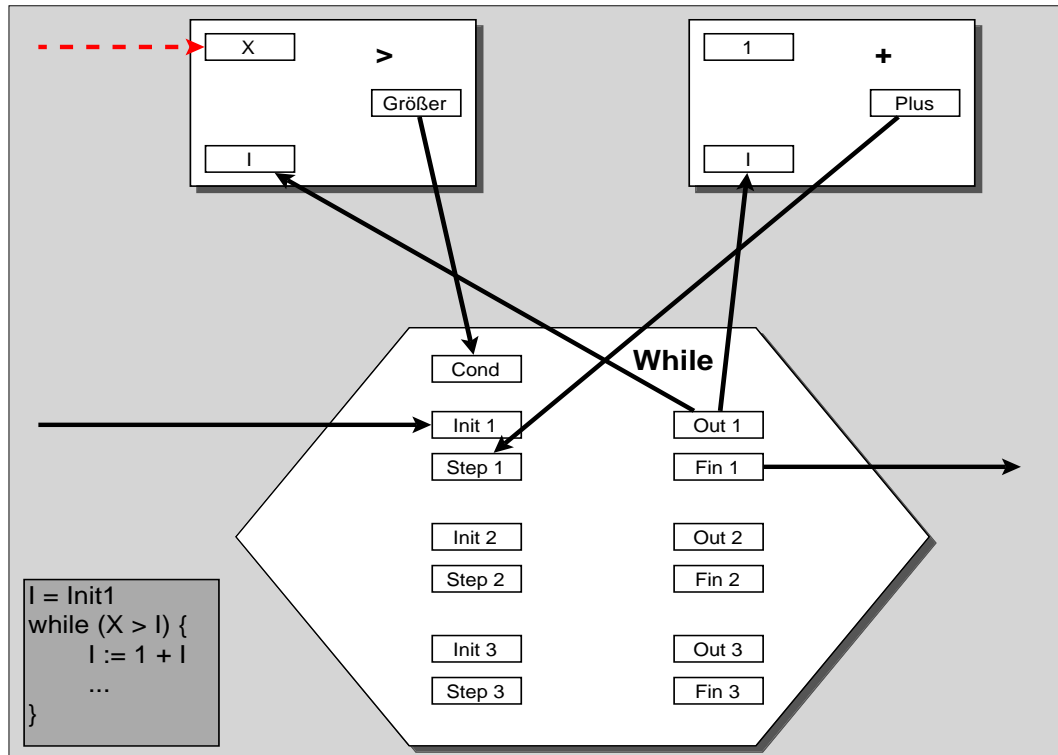 X
>
Größer
I
1
+
Plus
I
While
Cond
Init 1
Out 1
Step 1
Fin 1
Init 2
Out 2
Step 2
Fin 2
Init 3
Out 3
Step 3
Fin 3
I = Init1
while (X > I) {
I := 1 + I
...
}